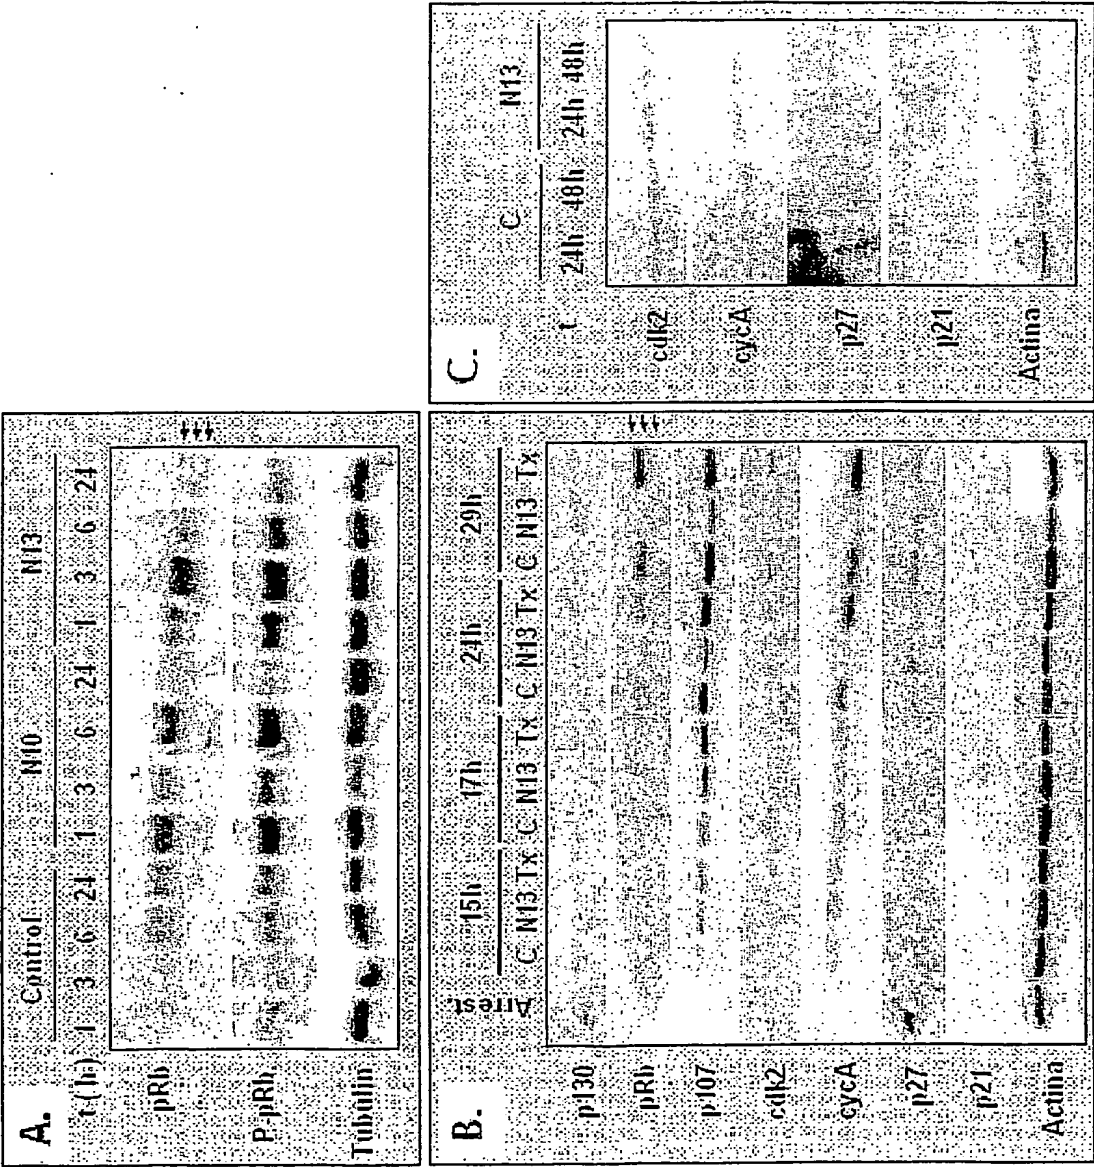 A.
Control N10 N13
t (h) 1 3 6 24 1 3 6 24 1 3 6 24
pRb
P-pRb
Tubulin
B.
15h 17h 24h 29h
Arrest C N13 Tx C N13 Tx C N13 Tx C N13 Tx
p130
pRb
p107
cdk2
cycA
p27
p21
Actina
C.
C N13
t 24h 48h 24h 48h
cdk2
cycA
p27
p21
Actina